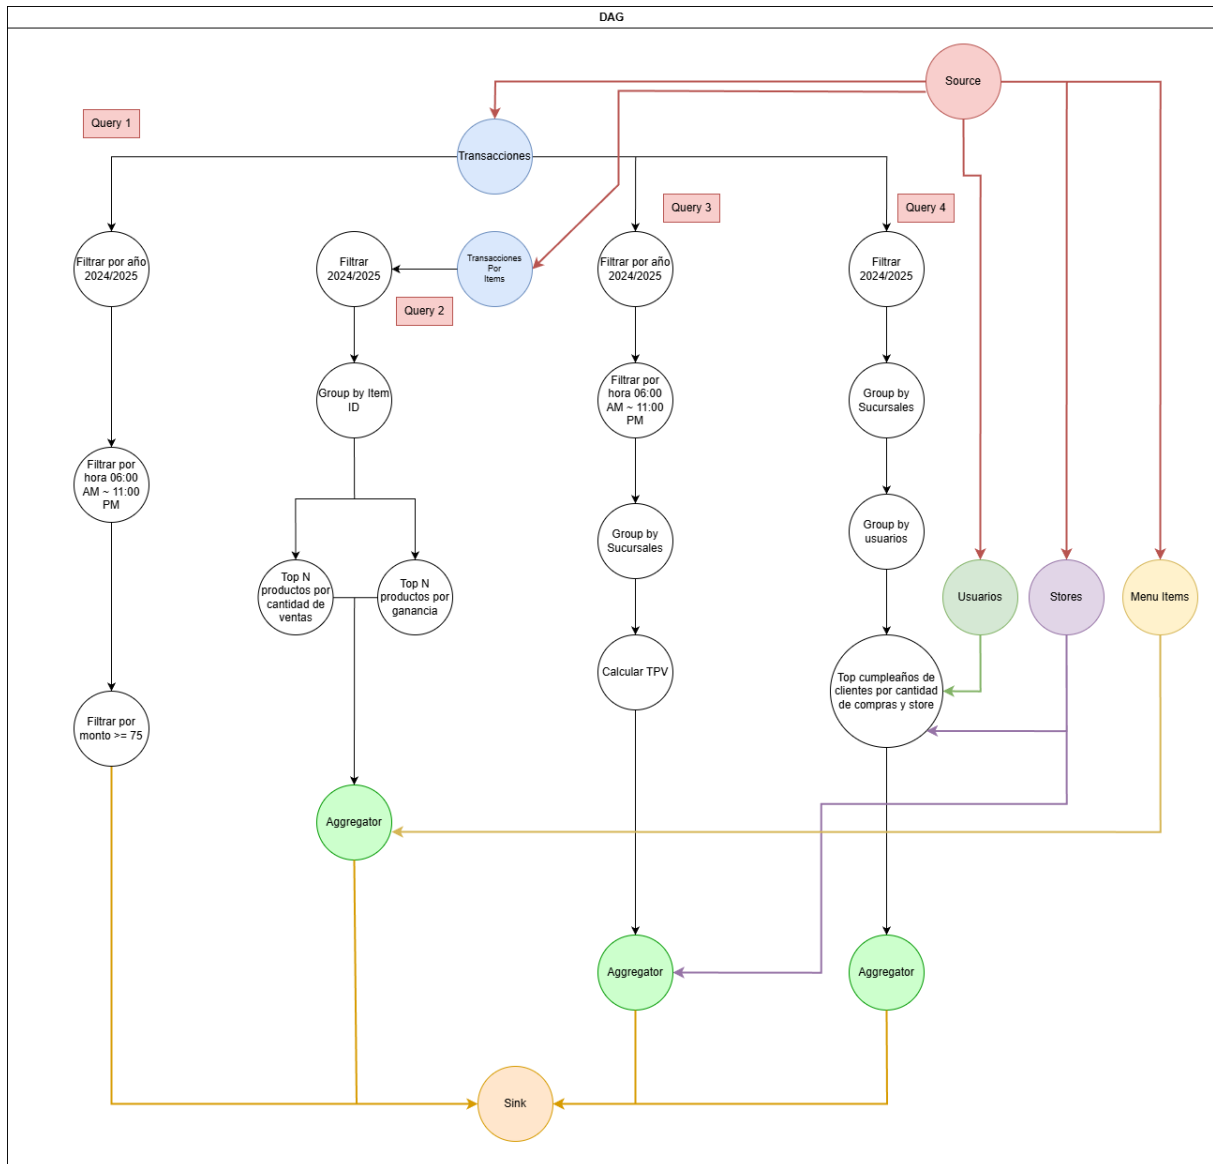 DAG
Source
Query 1
Transacciones
Query 3
Query 4
Filtrar por año
2024/2025
Filtrar
2024/2025
Transacciones
Por
Items
Filtrar por año
2024/2025
Filtrar
2024/2025
Query 2
Group by Item
ID
Filtrar por
hora 06:00
AM ~ 11:00
PM
Group by
Sucursales
Filtrar por
hora 06:00
AM ~ 11:00
PM
Group by
Sucursales
Group by
usuarios
Top N
productos por
cantidad de
ventas
Top N
productos por
ganancia
Usuarios
Stores
Menu Items
Calcular TPV
Top cumpleaños de
clientes por cantidad
de compras y store
Filtrar por
monto >= 75
Aggregator
Aggregator
Aggregator
Sink